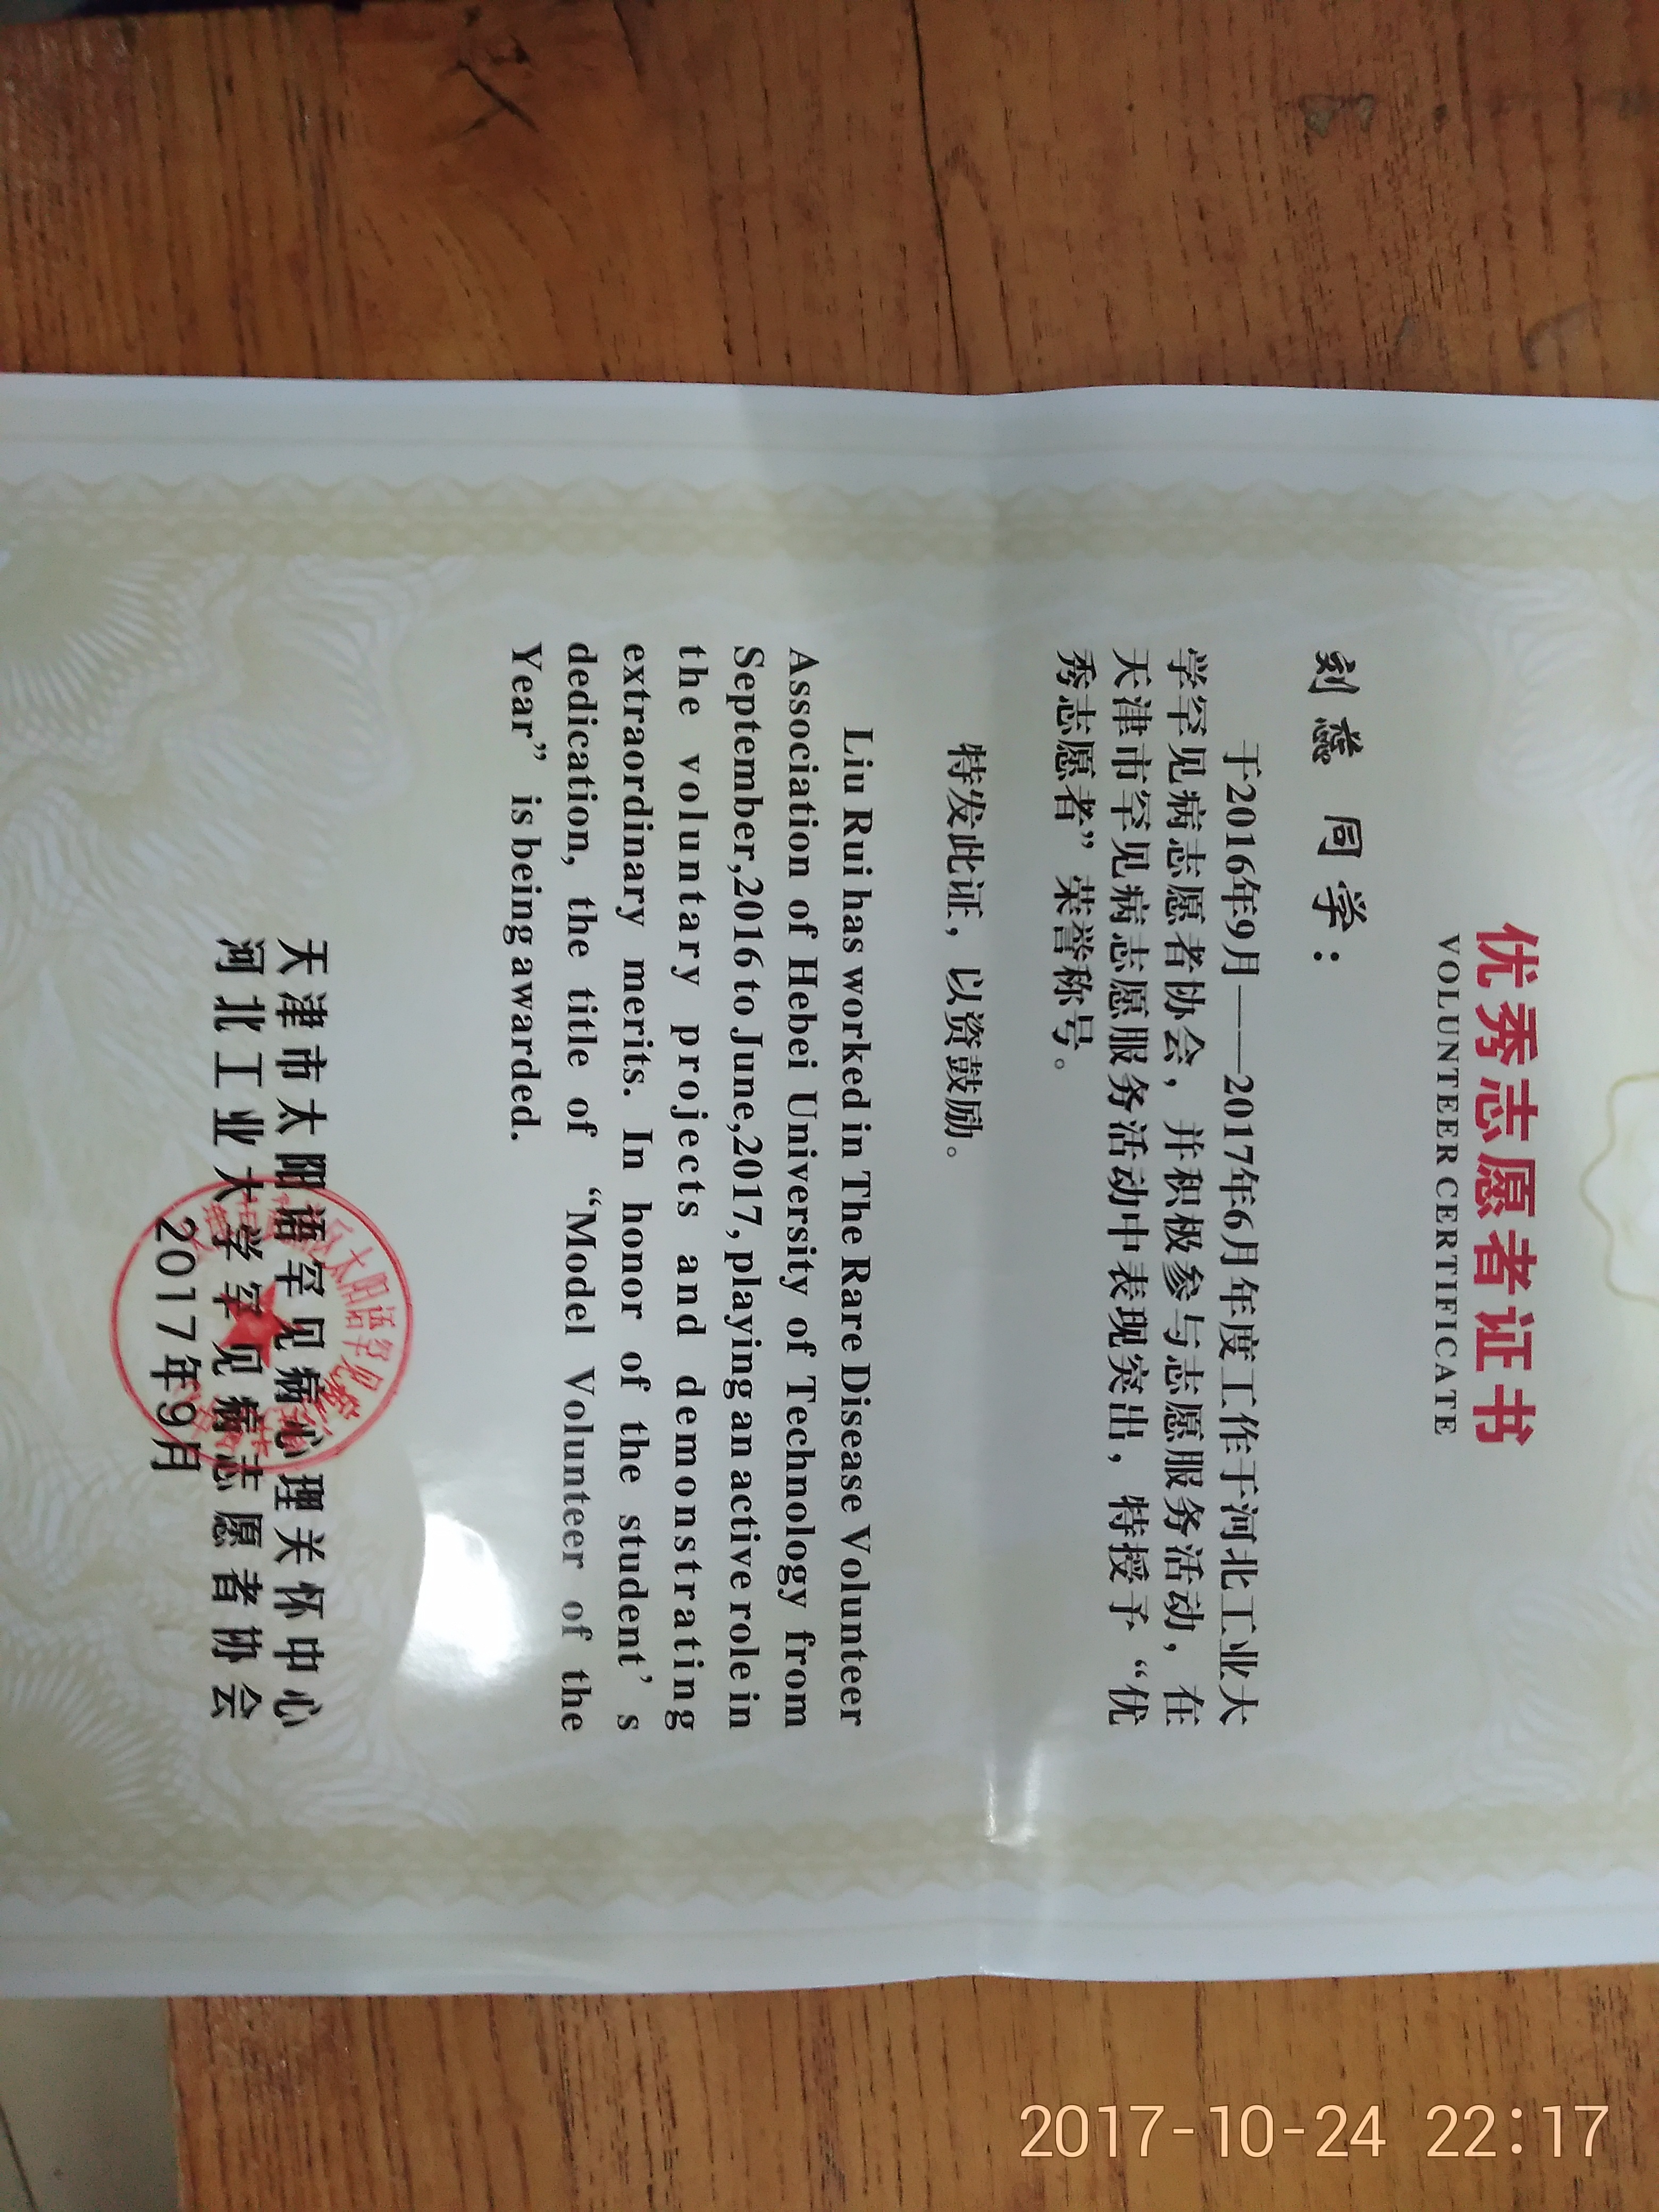 优秀志愿者证书
VOLUNTEER CERTIFICATE
刘蕊 同学：
于2016年9月——2017年6月年度工作于河北工业大
学罕见病志愿者协会，并积极参与志愿服务活动，在
天津市罕见病志愿服务活动中表现突出，特授予“优
秀志愿者”荣誉称号。
特发此证，以资鼓励。
Liu Rui has worked in The Rare Disease Volunteer
Association of Hebei University of Technology from
September,2016 to June,2017, playing an active role in
the voluntary projects and demonstrating
extraordinary merits. In honor of the student's
dedication, the title of “Model Volunteer of the
Year” is being awarded.
天津市太阳语罕见病心理关怀中心
河北工业大学罕见病志愿者协会
2017年9月
2017-10-24 22:17